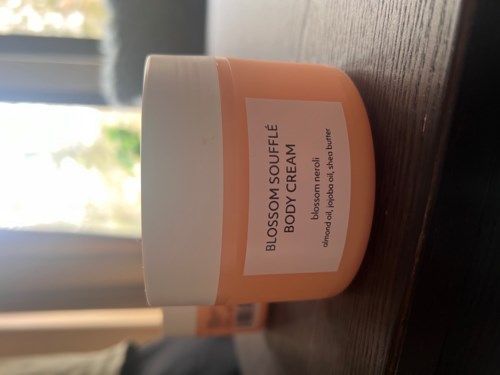 BLOSSOM SOUFFLÉ
BODY CREAM
blossom neroli
almond oil, jojoba oil, shea butter